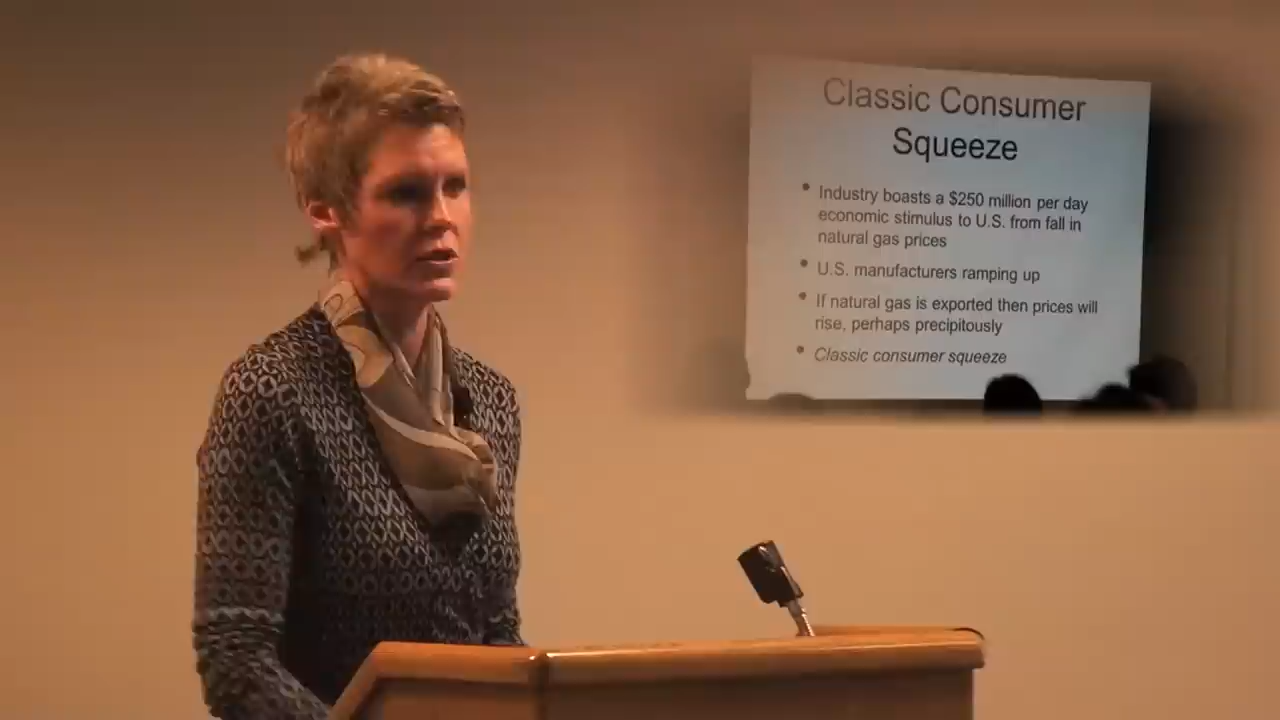 Classic Consumer
Squeeze
• Industry boasts a $250 million per day
economic stimulus to U.S. from fall in
natural gas prices
• U.S. manufacturers ramping up
• If natural gas is exported then prices will
rise, perhaps precipitously
• Classic consumer squeeze